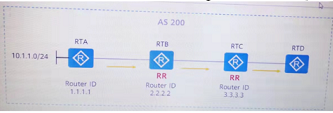 AS 200
RTA
RTB
RTC
RTD
10.1.1.0/24
R
R
R
R
RR
RR
Router ID
1.1.1.1
Router ID
2.2.2.2
Router ID
3.3.3.3